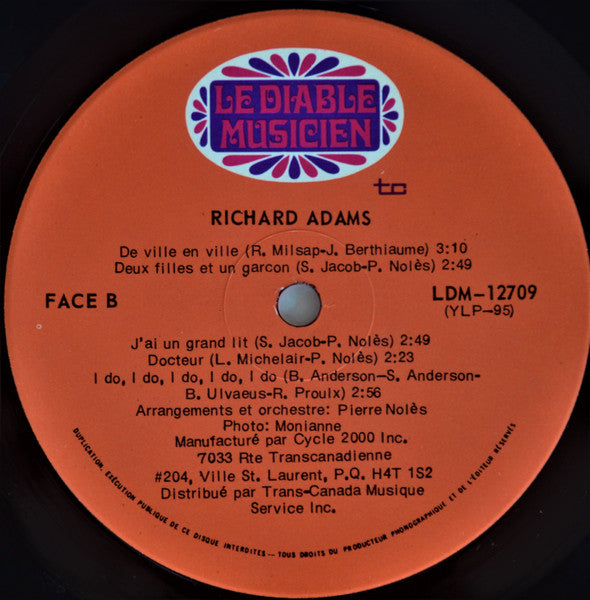 LE DIABLE
MUSICIEN
tc
RICHARD ADAMS
De ville en ville (R. Milsap-J. Berthiaume) 3:10
Deux filles et un garcon (S. Jacob-P. Nolès) 2:49
FACE B
LDM-12709
(YLP-95)
J'ai un grand lit (S. Jacob-P. Nolès) 2:49
Docteur (L. Michelair-P. Nolès) 2:23
I do, I do, I do, I do, I do (B. Anderson-S. Anderson-
B. Ulvaeus-R. Proulx) 2:56
Arrangements et orchestre: Pierre Nolès
Photo: Monianne
Manufacturé par Cycle 2000 Inc.
7033 Rte Transcanadienne
#204, Ville St. Laurent, P.Q. H4T 1S2
Distribué par Trans-Canada Musique
Service Inc.
DUPLICATION, EXÉCUTION PUBLIQUE DE CE DISQUE INTERDITES — TOUS DROITS DU PRODUCTEUR PHONOGRAPHIQUE ET DE L'ÉDITEUR RÉSERVÉS